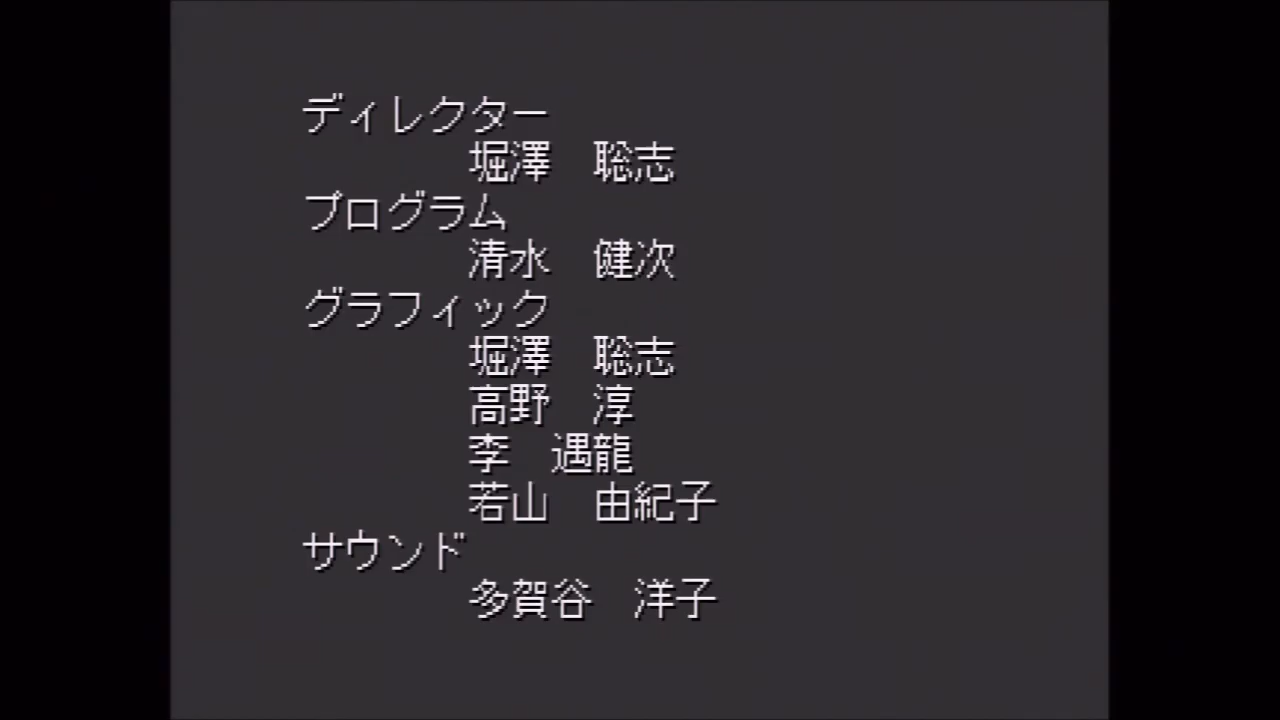 ディレクター
堀澤　聡志
プログラム
清水　健次
グラフィック
堀澤　聡志
高野　淳
李　遇龍
若山　由紀子
サウンド
多賀谷　洋子